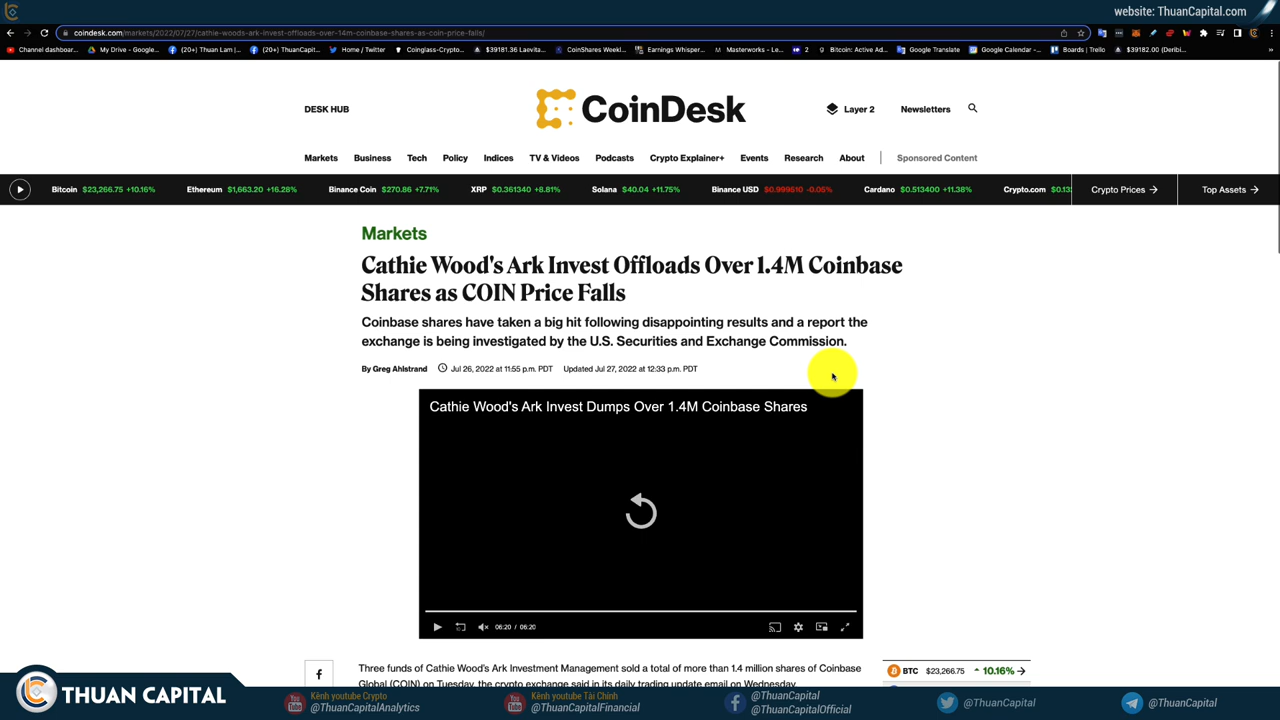 website: ThuanCapital.com
coindesk.com/markets/2022/07/27/cathie-woods-ark-invest-offloads-over-14m-coinbase-shares-as-coin-price-falls/
Channel dashboar...
My Drive - Google...
(20+) Thuan Lam |...
(20+) ThuanCapit...
Home / Twitter
Coinglass-Crypto...
$39181.36 Laevita...
CoinShares Weekl...
Earnings Whisper...
Masterworks - Le...
2
Bitcoin: Active Ad...
Google Translate
Google Calendar -...
Boards | Trello
$39182.00 (Deribi...
DESK HUB
CoinDesk
Layer 2
Newsletters
Markets
Business
Tech
Policy
Indices
TV & Videos
Podcasts
Crypto Explainer+
Events
Research
About
Sponsored Content
Bitcoin $23,266.75 +10.16%
Ethereum $1,663.20 +16.28%
Binance Coin $270.86 +7.71%
XRP $0.361340 +8.81%
Solana $40.04 +11.75%
Binance USD $0.999510 -0.05%
Cardano $0.513400 +11.38%
Crypto.com $0.13
Crypto Prices →
Top Assets →
Markets
Cathie Wood's Ark Invest Offloads Over 1.4M Coinbase
Shares as COIN Price Falls
Coinbase shares have taken a big hit following disappointing results and a report the
exchange is being investigated by the U.S. Securities and Exchange Commission.
By Greg Ahlstrand
Jul 26, 2022 at 11:55 p.m. PDT
Updated Jul 27, 2022 at 12:33 p.m. PDT
Cathie Wood's Ark Invest Dumps Over 1.4M Coinbase Shares
06:20 / 06:20
Three funds of Cathie Wood's Ark Investment Management sold a total of more than 1.4 million shares of Coinbase
Global (COIN) on Tuesday, the crypto exchange said in its daily trading update email on Wednesday.
BTC $23,266.75 10.16% →
THUAN CAPITAL
Kênh youtube Crypto
@ThuanCapitalAnalytics
Kênh youtube Tài Chính
@ThuanCapitalFinancial
@ThuanCapital
@ThuanCapitalOfficial
@ThuanCapital
@ThuanCapital